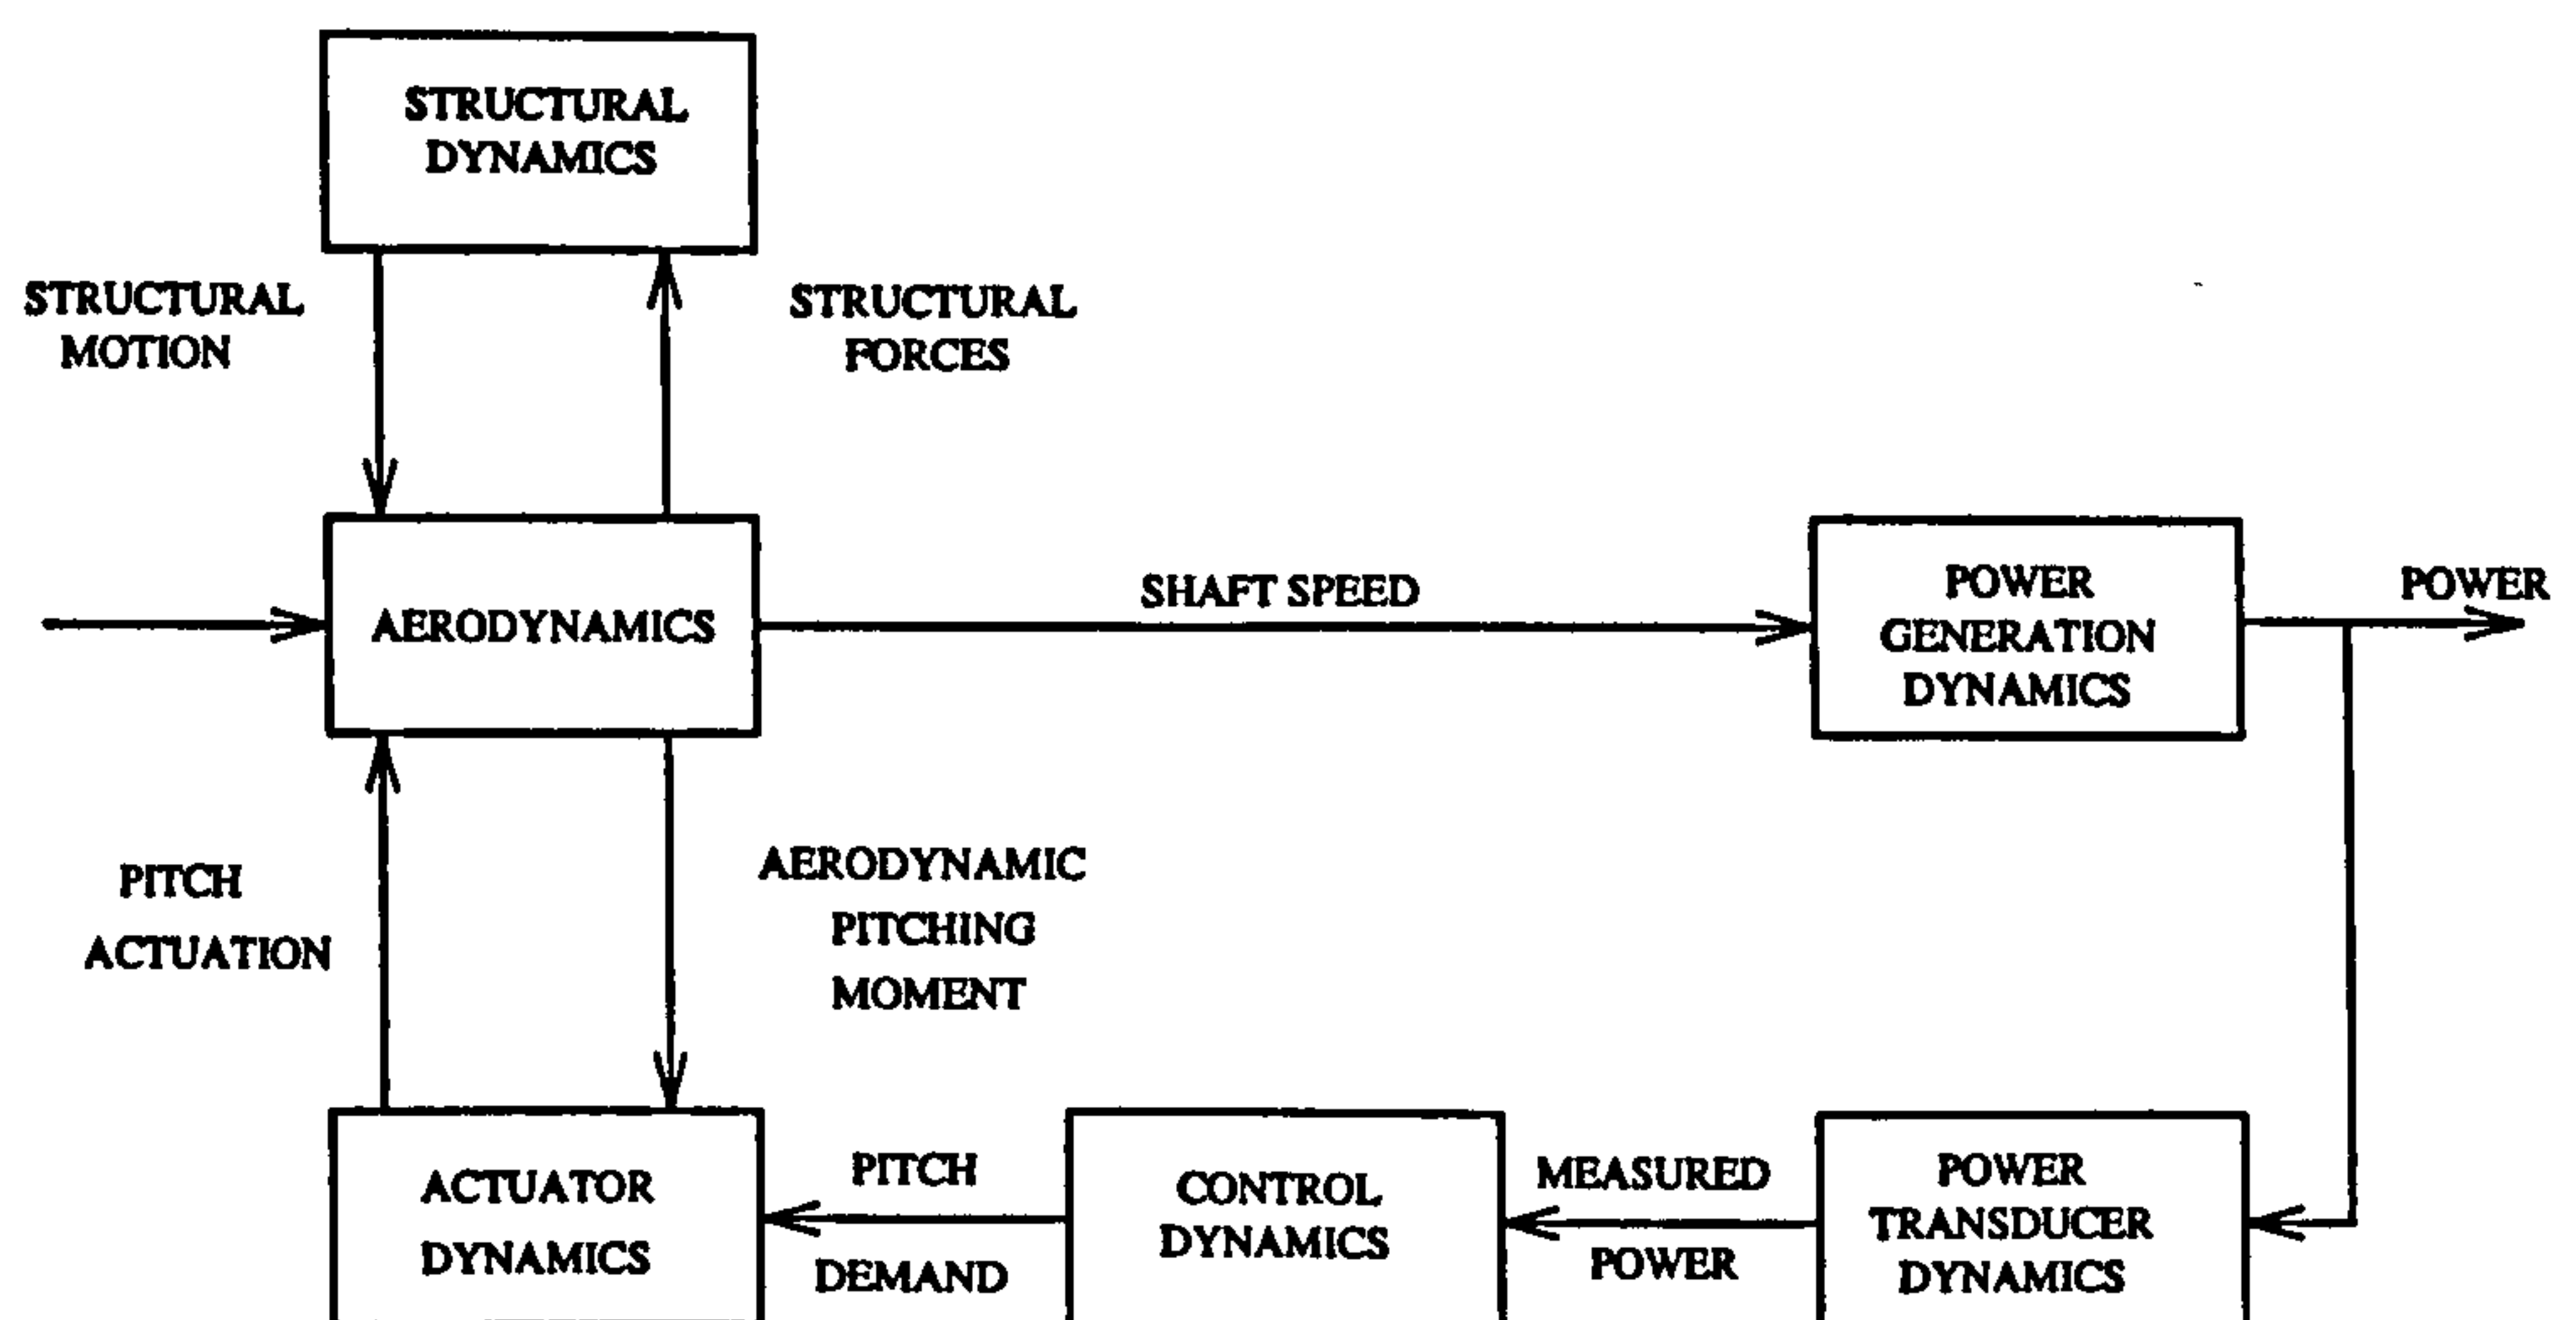 STRUCTURAL
DYNAMICS
STRUCTURAL
MOTION
STRUCTURAL
FORCES
AERODYNAMICS
SHAFT SPEED
POWER
GENERATION
DYNAMICS
POWER
PITCH
ACTUATION
AERODYNAMIC
PITCHING
MOMENT
ACTUATOR
DYNAMICS
PITCH
DEMAND
CONTROL
DYNAMICS
MEASURED
POWER
POWER
TRANSDUCER
DYNAMICS